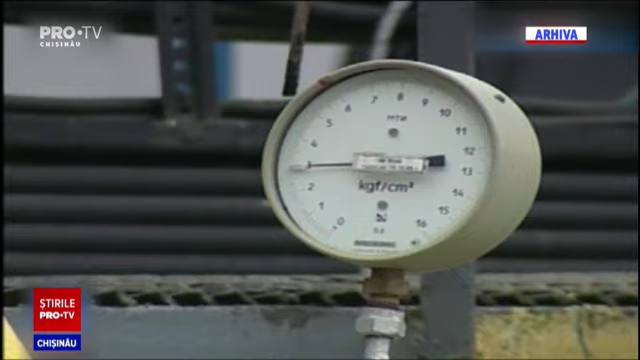 PRO•TV
CHIȘINĂU
ARHIVA
0 1 2 3 4 5 6 7 8 9 10 11 12 13 14 15 16
МТИ
kgf/cm²
ȘTIRILE
PRO•TV
CHIȘINĂU